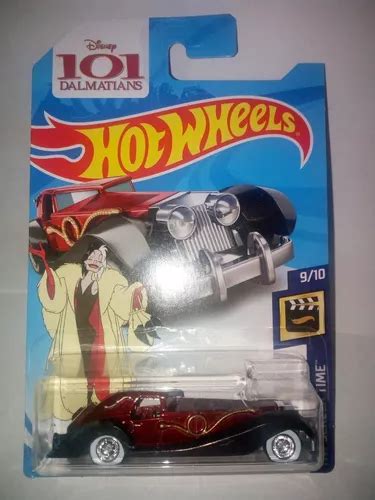 Disney
101
DALMATIANS
HOT WHEELS
9/10
TIME